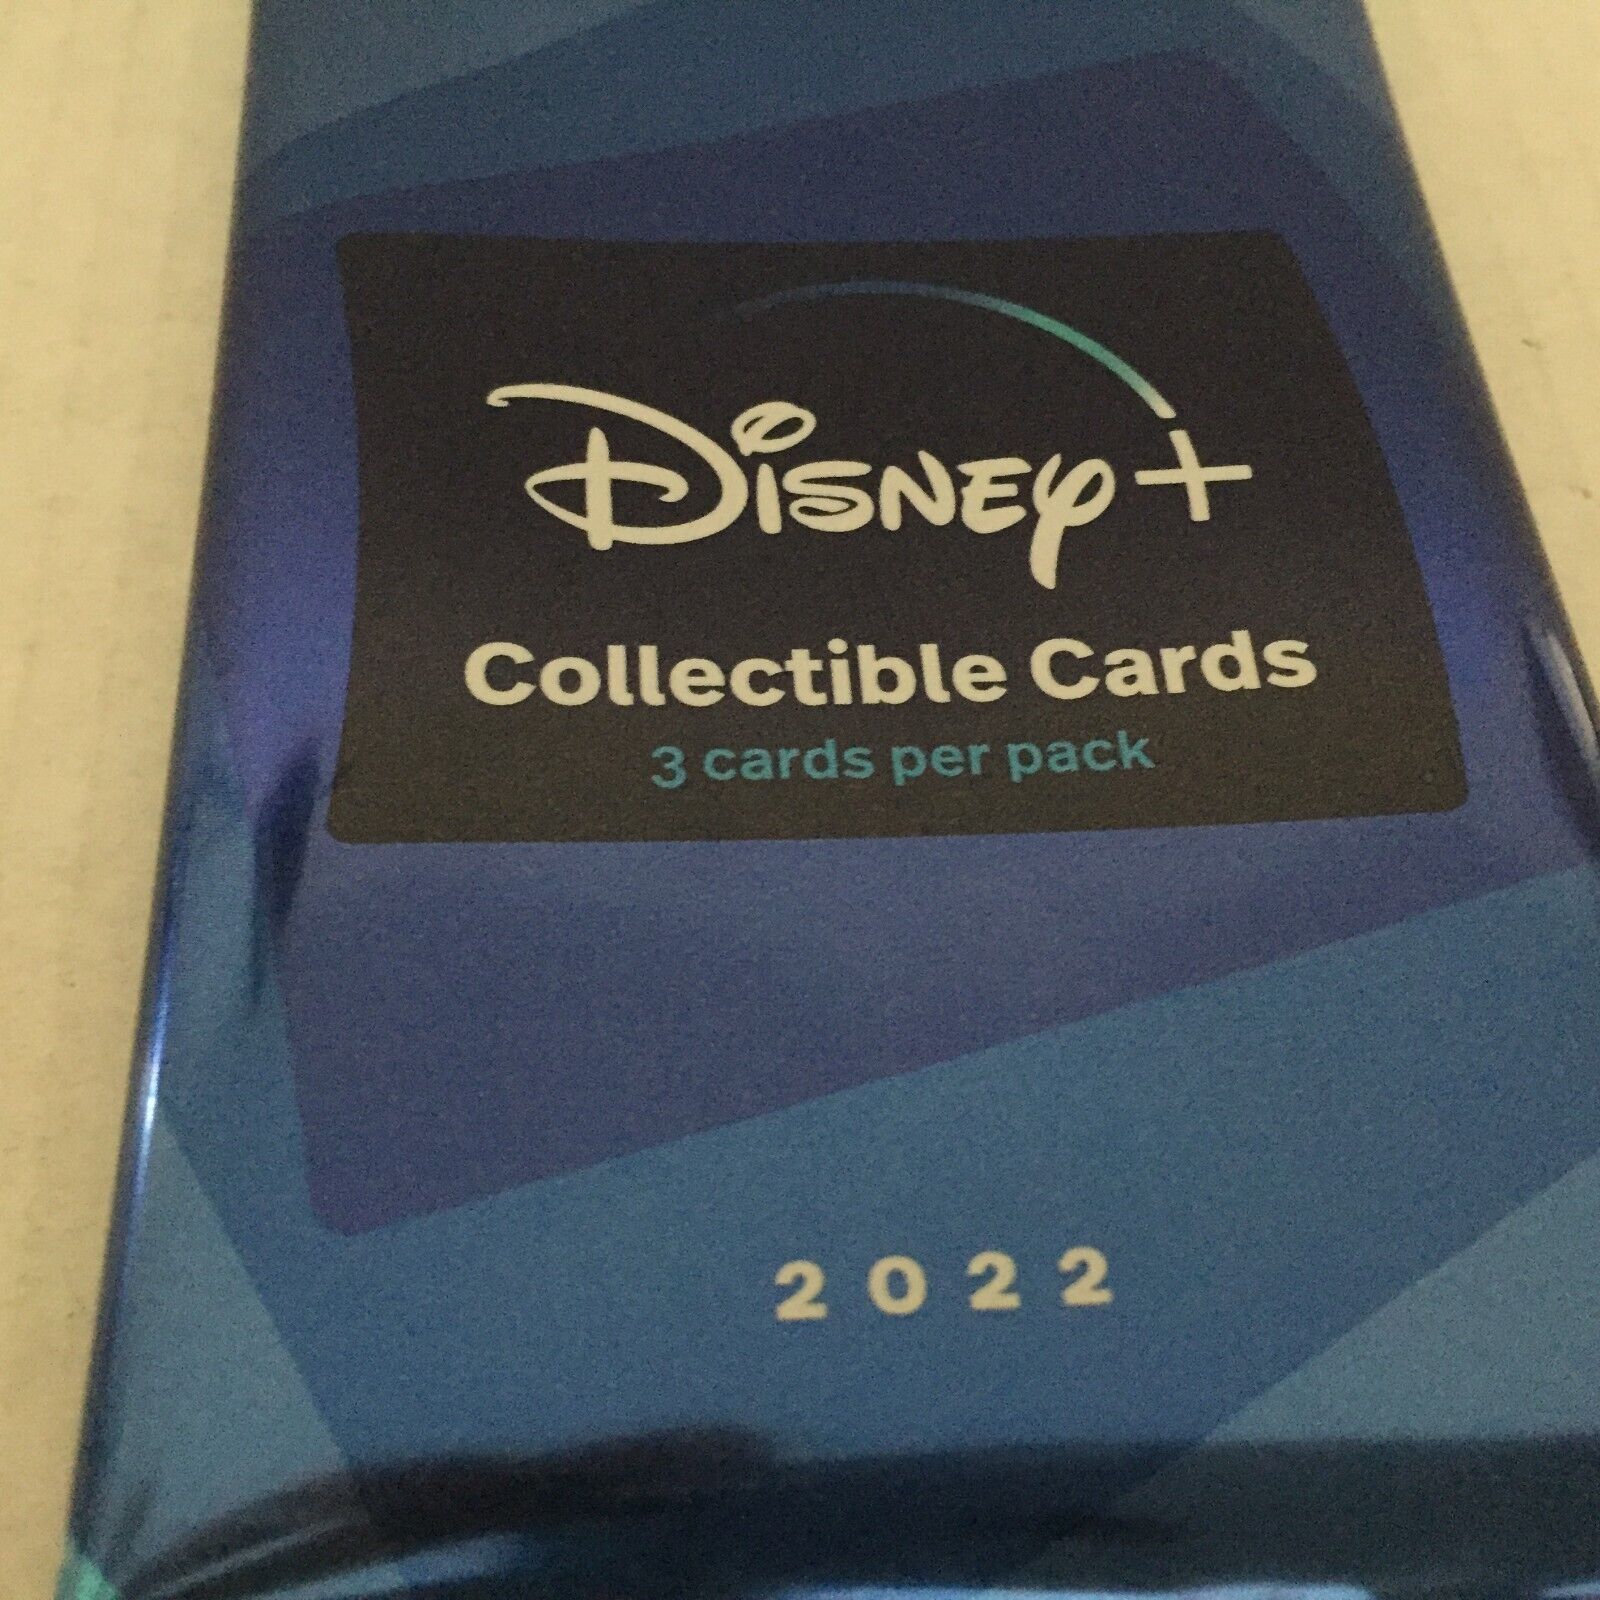 Disney+
Collectible Cards
3 cards per pack
2022